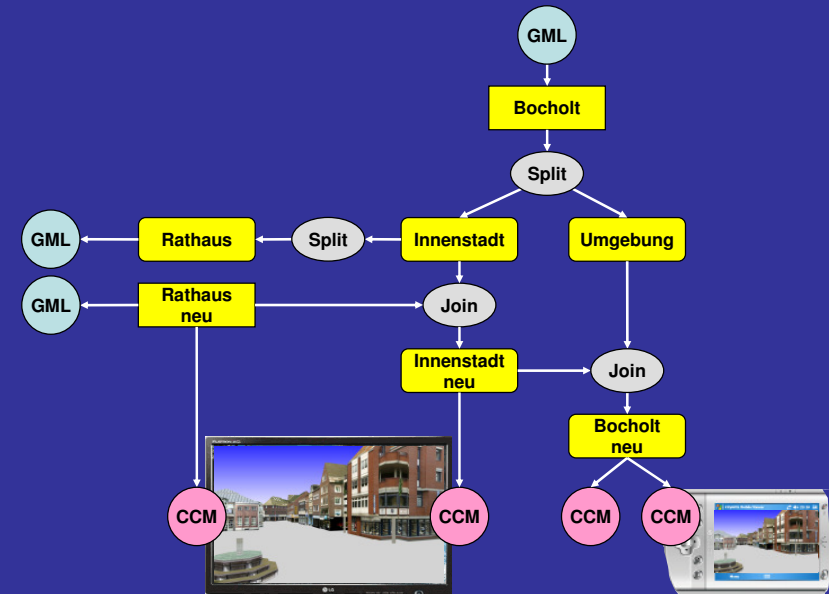 GML
Bocholt
Split
GML
Rathaus
Split
Innenstadt
Umgebung
GML
Rathaus
neu
Join
Innenstadt
neu
Join
Bocholt
neu
CCM
CCM
CCM
CCM
LG